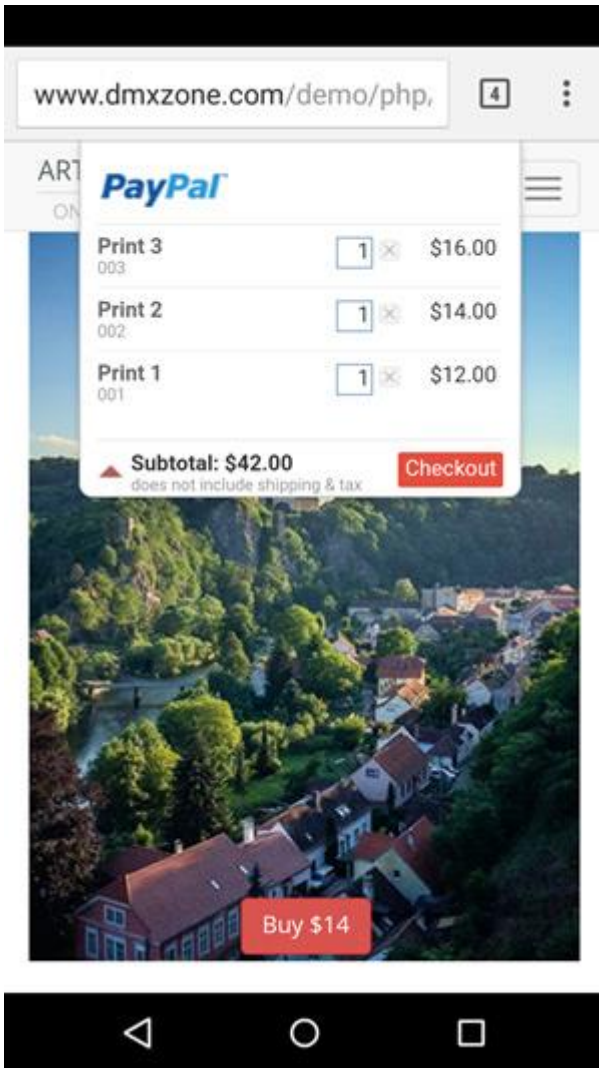 www.dmxzone.com/demo/php,
4
ART
ON
PayPal
Print 3 1 $16.00
003
Print 2 1 $14.00
002
Print 1 1 $12.00
001
Subtotal: $42.00 Checkout
does not include shipping & tax
Buy $14